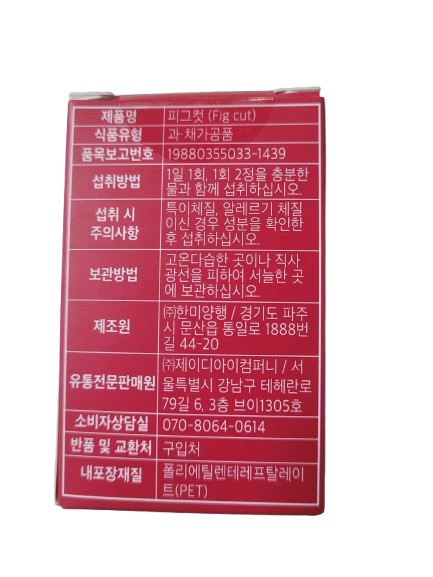 제품명 피그컷 (Fig cut)
식품유형 과·채가공품
품목보고번호 19880355033-1439
섭취방법 1일 1회, 1회 2정을 충분한
물과 함께 섭취하십시오.
섭취 시
주의사항
특이체질, 알레르기 체질
이신 경우 성분을 확인한
후 섭취하십시오.
보관방법
고온다습한 곳이나 직사
광선을 피하여 서늘한 곳
에 보관하십시오.
제조원
㈜한미양행 / 경기도 파주
시 문산읍 통일로 1888번
길 44-20
유통전문판매원
㈜제이디아이컴퍼니 / 서
울특별시 강남구 테헤란로
79길 6, 3층 브이1305호
소비자상담실 070-8064-0614
반품 및 교환처 구입처
내포장재질 폴리에틸렌테레프탈레이
트(PET)